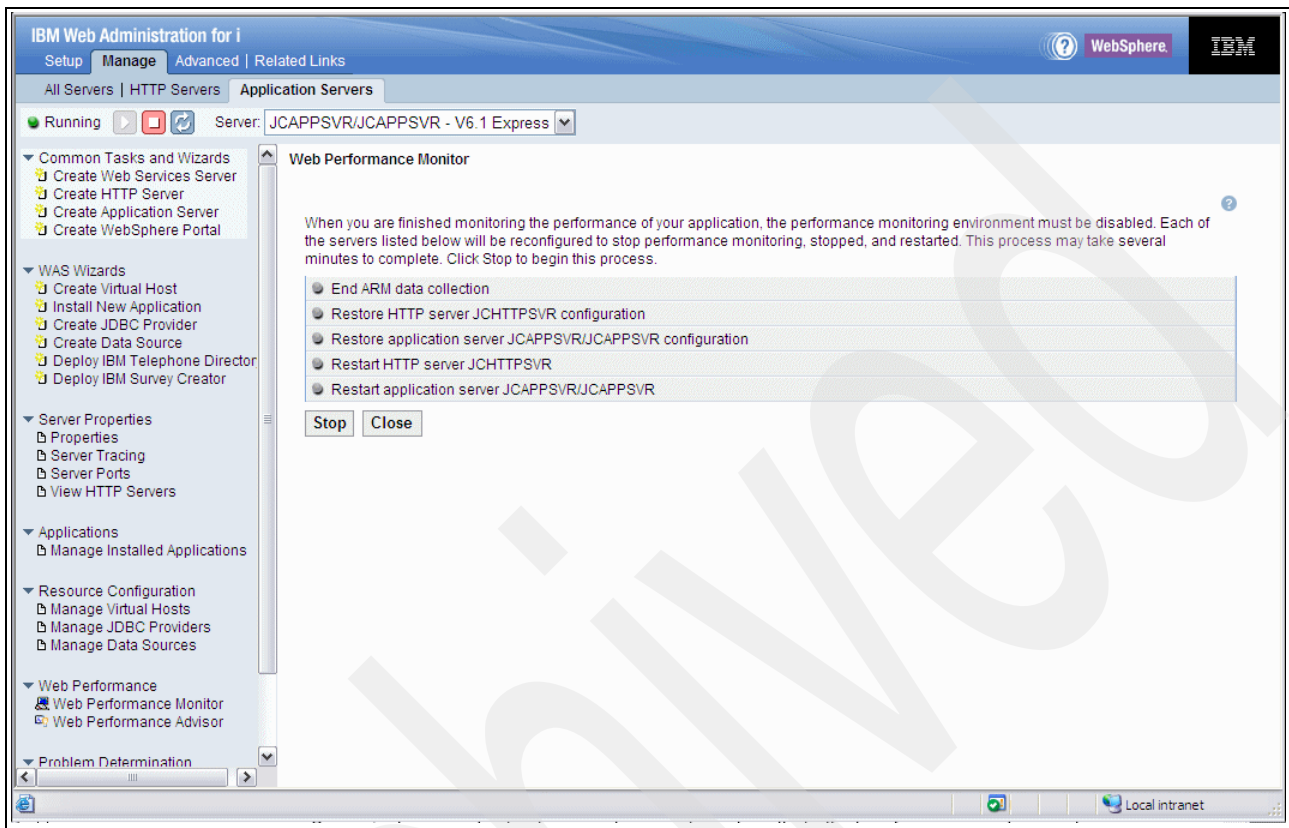 IBM Web Administration for i
Setup Manage Advanced | Related Links
WebSphere.
IBM
All Servers | HTTP Servers Application Servers
Running Server: JCAPPSVR/JCAPPSVR - V6.1 Express
Common Tasks and Wizards
Create Web Services Server
Create HTTP Server
Create Application Server
Create WebSphere Portal
WAS Wizards
Create Virtual Host
Install New Application
Create JDBC Provider
Create Data Source
Deploy IBM Telephone Director
Deploy IBM Survey Creator
Server Properties
Properties
Server Tracing
Server Ports
View HTTP Servers
Applications
Manage Installed Applications
Resource Configuration
Manage Virtual Hosts
Manage JDBC Providers
Manage Data Sources
Web Performance
Web Performance Monitor
Web Performance Advisor
Problem Determination
Web Performance Monitor
When you are finished monitoring the performance of your application, the performance monitoring environment must be disabled. Each of
the servers listed below will be reconfigured to stop performance monitoring, stopped, and restarted. This process may take several
minutes to complete. Click Stop to begin this process.
End ARM data collection
Restore HTTP server JCHTTPSVR configuration
Restore application server JCAPPSVR/JCAPPSVR configuration
Restart HTTP server JCHTTPSVR
Restart application server JCAPPSVR/JCAPPSVR
Stop Close
Local intranet